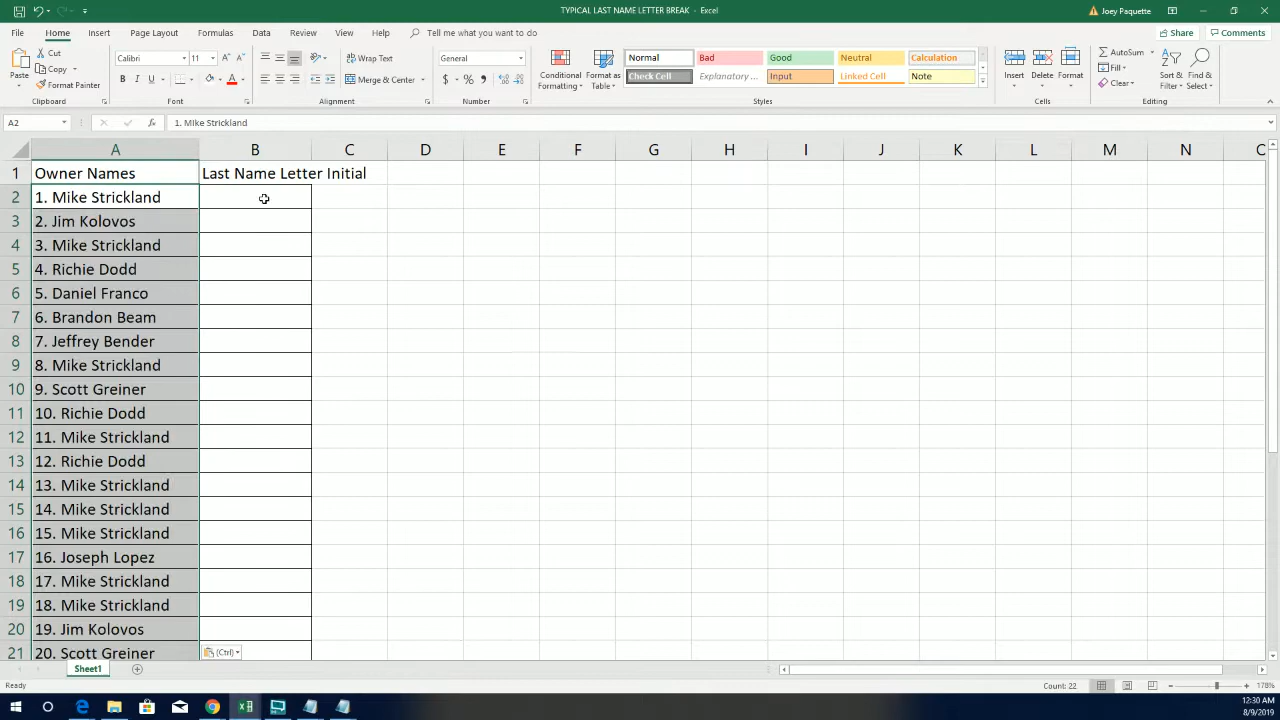 TYPICAL LAST NAME LETTER BREAK - Excel
Joey Paquette
File Home Insert Page Layout Formulas Data Review View Help Tell me what you want to do
Share Comments
Paste
Cut
Copy
Format Painter
Clipboard
Calibri 11
B I U
Font
Wrap Text
Merge & Center
Alignment
General
$ % ,
Number
Conditional Formatting
Format as Table
Normal Bad Good Neutral Calculation
Check Cell Explanatory ... Input Linked Cell Note
Styles
Insert Delete Format
Cells
AutoSum
Fill
Clear
Sort & Filter
Find & Select
Editing
A2 fx 1. Mike Strickland
A B C D E F G H I J K L M N O
1 Owner Names Last Name Letter Initial
2 1. Mike Strickland
3 2. Jim Kolovos
4 3. Mike Strickland
5 4. Richie Dodd
6 5. Daniel Franco
7 6. Brandon Beam
8 7. Jeffrey Bender
9 8. Mike Strickland
10 9. Scott Greiner
11 10. Richie Dodd
12 11. Mike Strickland
13 12. Richie Dodd
14 13. Mike Strickland
15 14. Mike Strickland
16 15. Mike Strickland
17 16. Joseph Lopez
18 17. Mike Strickland
19 18. Mike Strickland
20 19. Jim Kolovos
21 20. Scott Greiner
(Ctrl)
Sheet1
Ready
Count: 22
178%
12:30 AM
8/9/2019